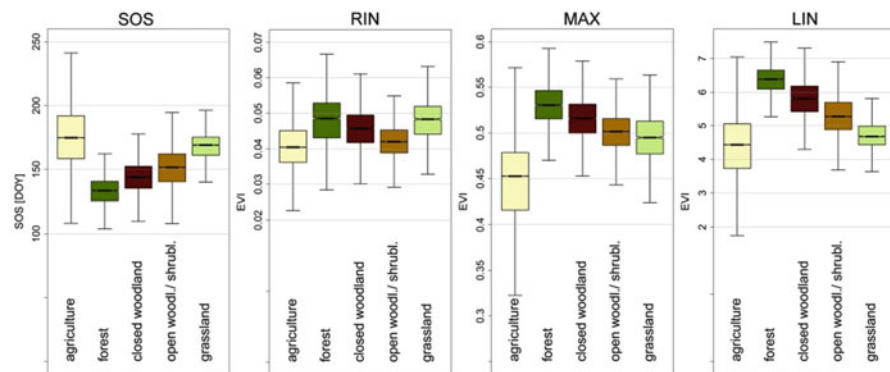 SOS
SOS [DOY]
250
200
150
100
agriculture
forest
closed woodland
open woodl./ shrubl.
grassland
RIN
EVI
0.07
0.06
0.05
0.04
0.03
0.02
agriculture
forest
closed woodland
open woodl./ shrubl.
grassland
MAX
EVI
0.6
0.55
0.5
0.45
0.4
0.35
0.3
agriculture
forest
closed woodland
open woodl./ shrubl.
grassland
LIN
EVI
7
6
5
4
3
2
agriculture
forest
closed woodland
open woodl./ shrubl.
grassland